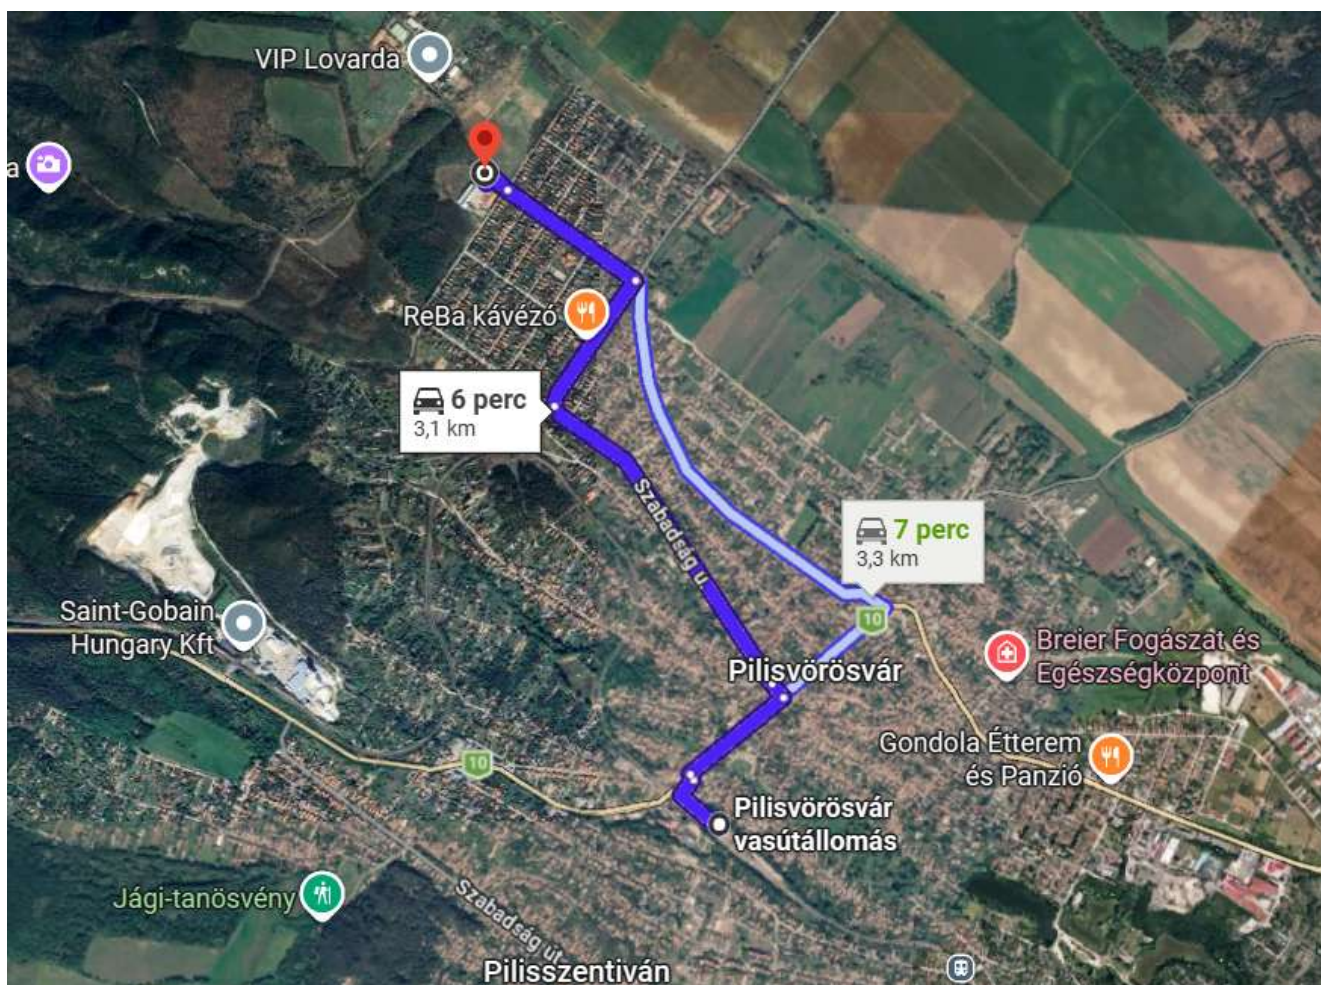 VIP Lovarda
a
ReBa kávézó
6 perc
3,1 km
Szabadság u.
7 perc
3,3 km
10
Saint-Gobain
Hungary Kft
Pilisvörösvár
Breier Fogászat és
Egészségközpont
10
Gondola Étterem
és Panzió
Pilisvörösvár
vasútállomás
Jági-tanösvény
Szabadság út
Pilisszentiván